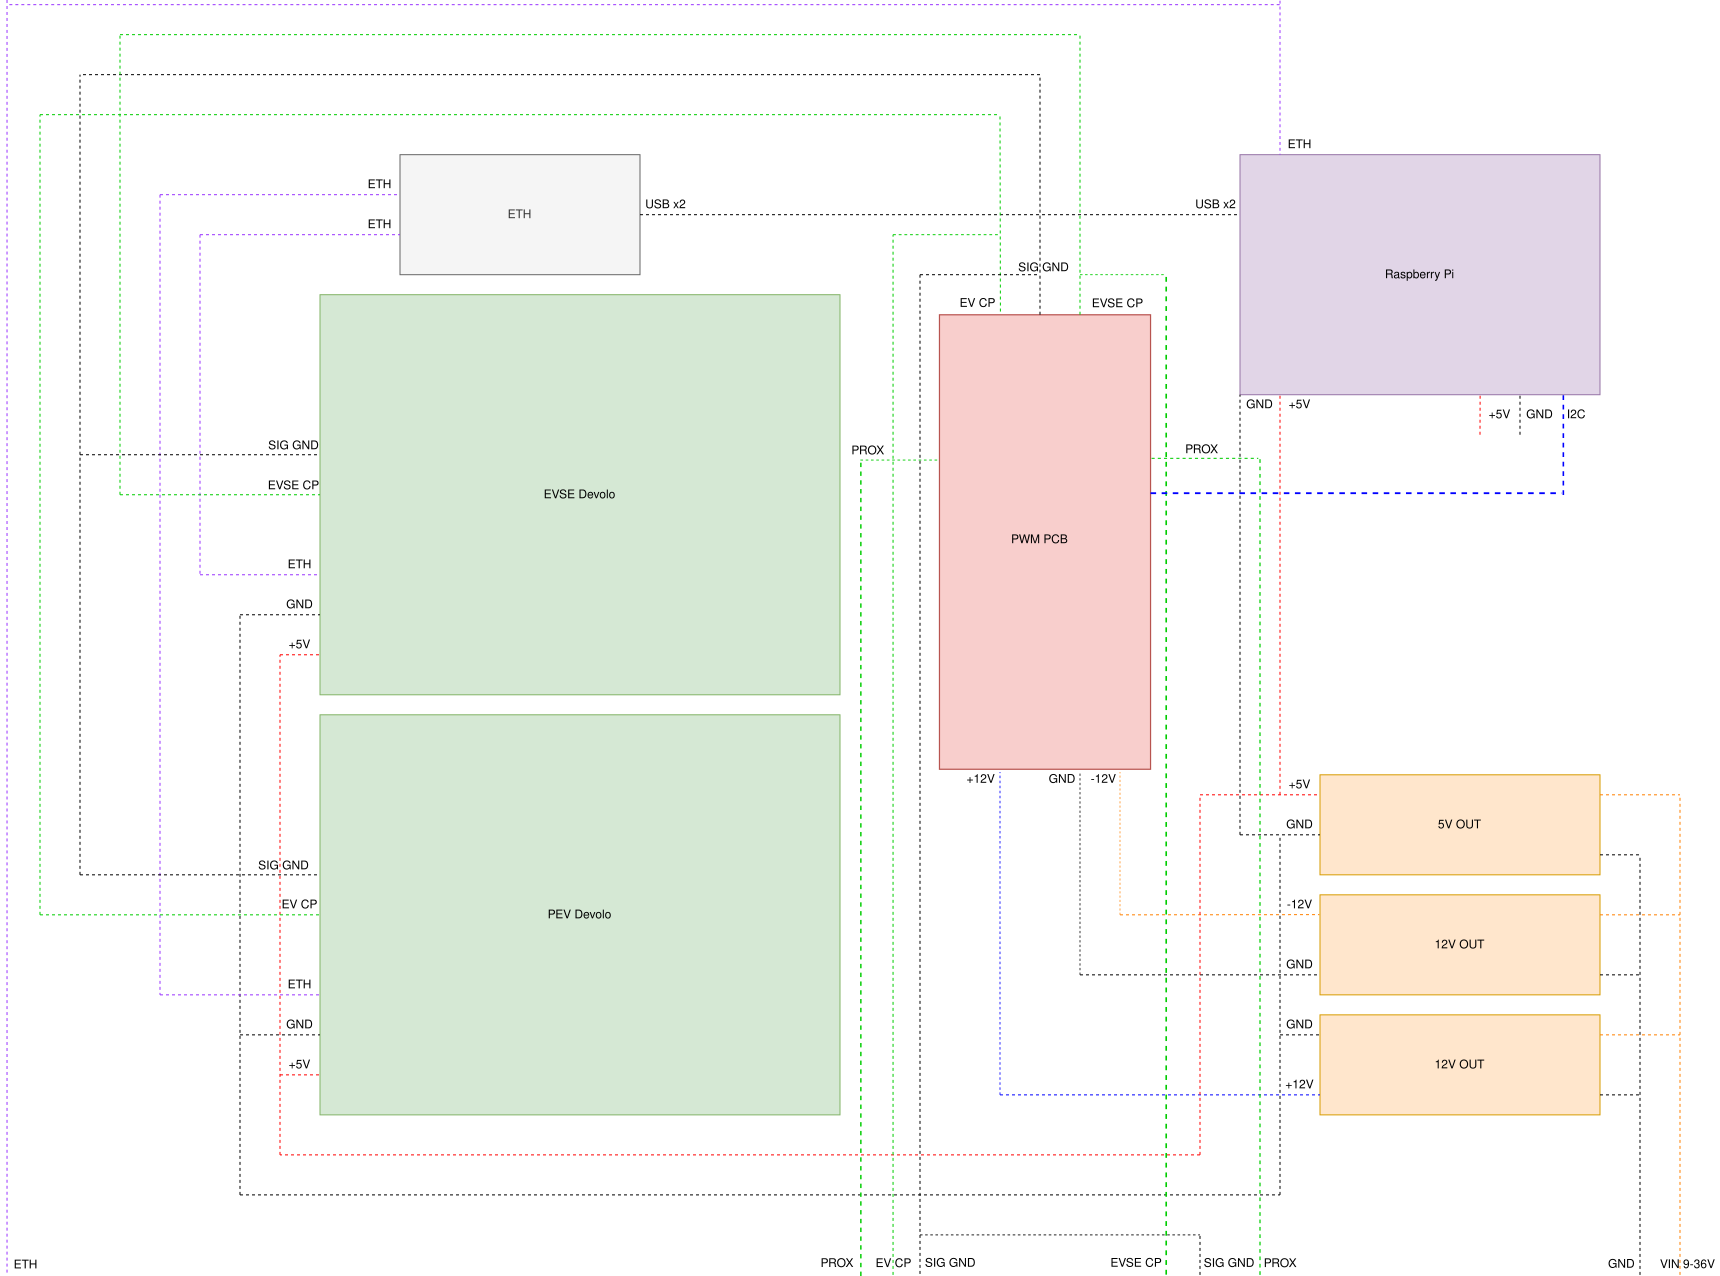 ETH
ETH
USB x2
USB x2
ETH
ETH
Raspberry Pi
SIG GND
EV CP
EVSE CP
GND
+5V
+5V
GND
I2C
SIG GND
PROX
PROX
EVSE CP
EVSE Devolo
PWM PCB
ETH
GND
+5V
+12V
GND
-12V
+5V
GND
5V OUT
SIG GND
EV CP
PEV Devolo
-12V
12V OUT
GND
ETH
GND
GND
+5V
12V OUT
+12V
ETH
PROX
EV CP
SIG GND
EVSE CP
SIG GND
PROX
GND
VIN 9-36V